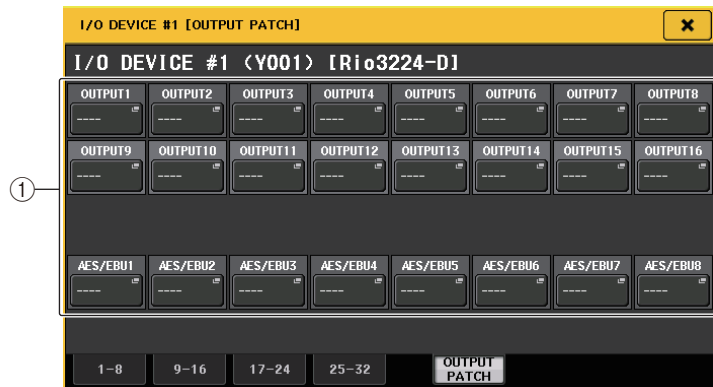 I/O DEVICE #1 [OUTPUT PATCH]
I/O DEVICE #1 (Y001) [Rio3224-D]
OUTPUT1 OUTPUT2 OUTPUT3 OUTPUT4 OUTPUT5 OUTPUT6 OUTPUT7 OUTPUT8
---- ---- ---- ---- ---- ---- ---- ----
OUTPUT9 OUTPUT10 OUTPUT11 OUTPUT12 OUTPUT13 OUTPUT14 OUTPUT15 OUTPUT16
---- ---- ---- ---- ---- ---- ---- ----
①
AES/EBU1 AES/EBU2 AES/EBU3 AES/EBU4 AES/EBU5 AES/EBU6 AES/EBU7 AES/EBU8
---- ---- ---- ---- ---- ---- ---- ----
1-8 9-16 17-24 25-32 OUTPUT
PATCH